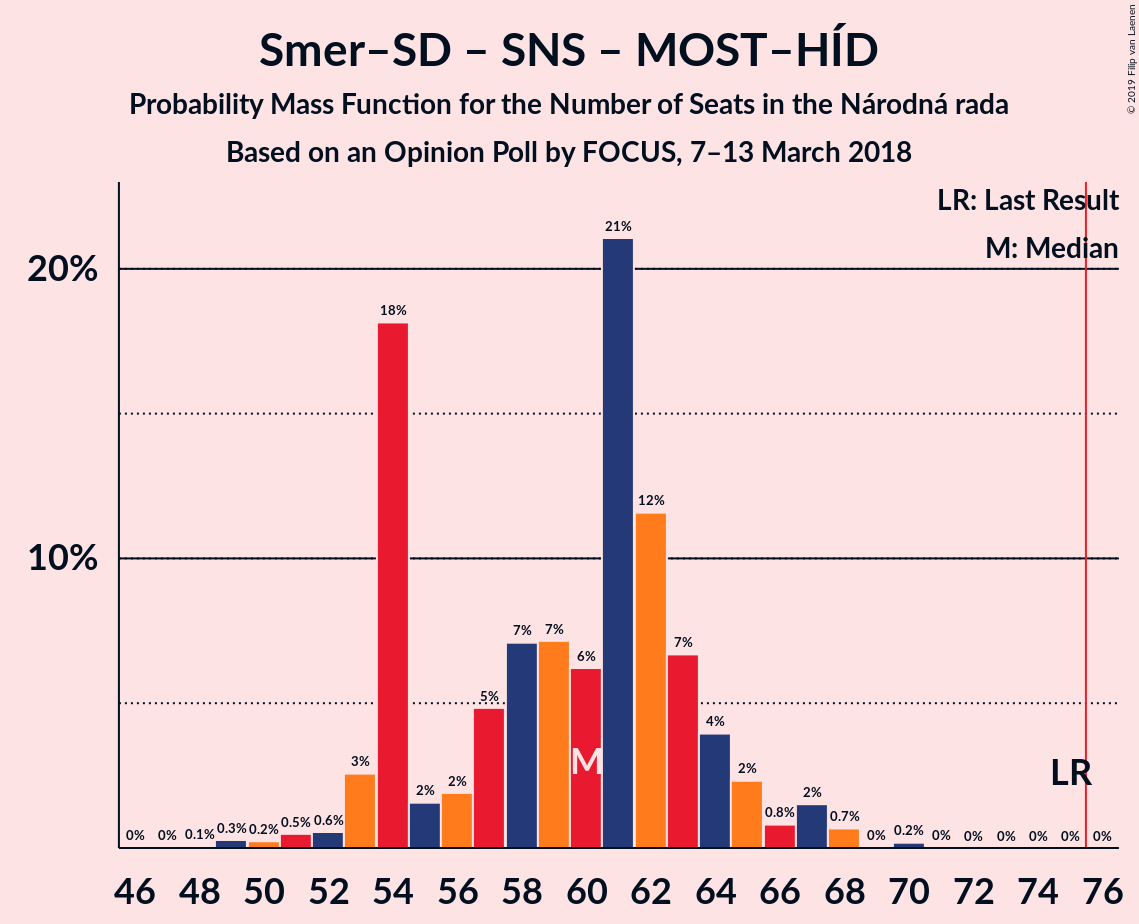 Smer–SD – SNS – MOST–HÍD
Probability Mass Function for the Number of Seats in the Národná rada
Based on an Opinion Poll by FOCUS, 7–13 March 2018
© 2019 Filip van Laenen
LR: Last Result
M: Median
20%
10%
0% 0% 0.1% 0.3% 0.2% 0.5% 0.6% 3% 18% 2% 2% 5% 7% 7% 6% 21% 12% 7% 4% 2% 0.8% 2% 0.7% 0% 0.2% 0% 0% 0% 0% 0% 0%
M
LR
46 48 50 52 54 56 58 60 62 64 66 68 70 72 74 76